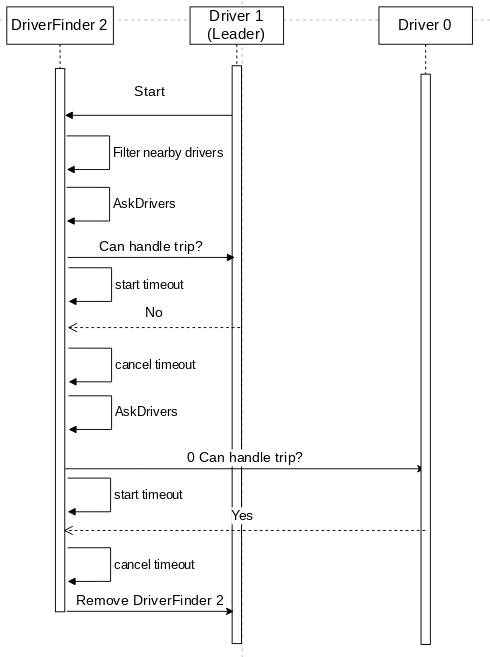 DriverFinder 2
Driver 1
(Leader)
Driver 0
Start
Filter nearby drivers
AskDrivers
Can handle trip?
start timeout
No
cancel timeout
AskDrivers
0 Can handle trip?
start timeout
Yes
cancel timeout
Remove DriverFinder 2